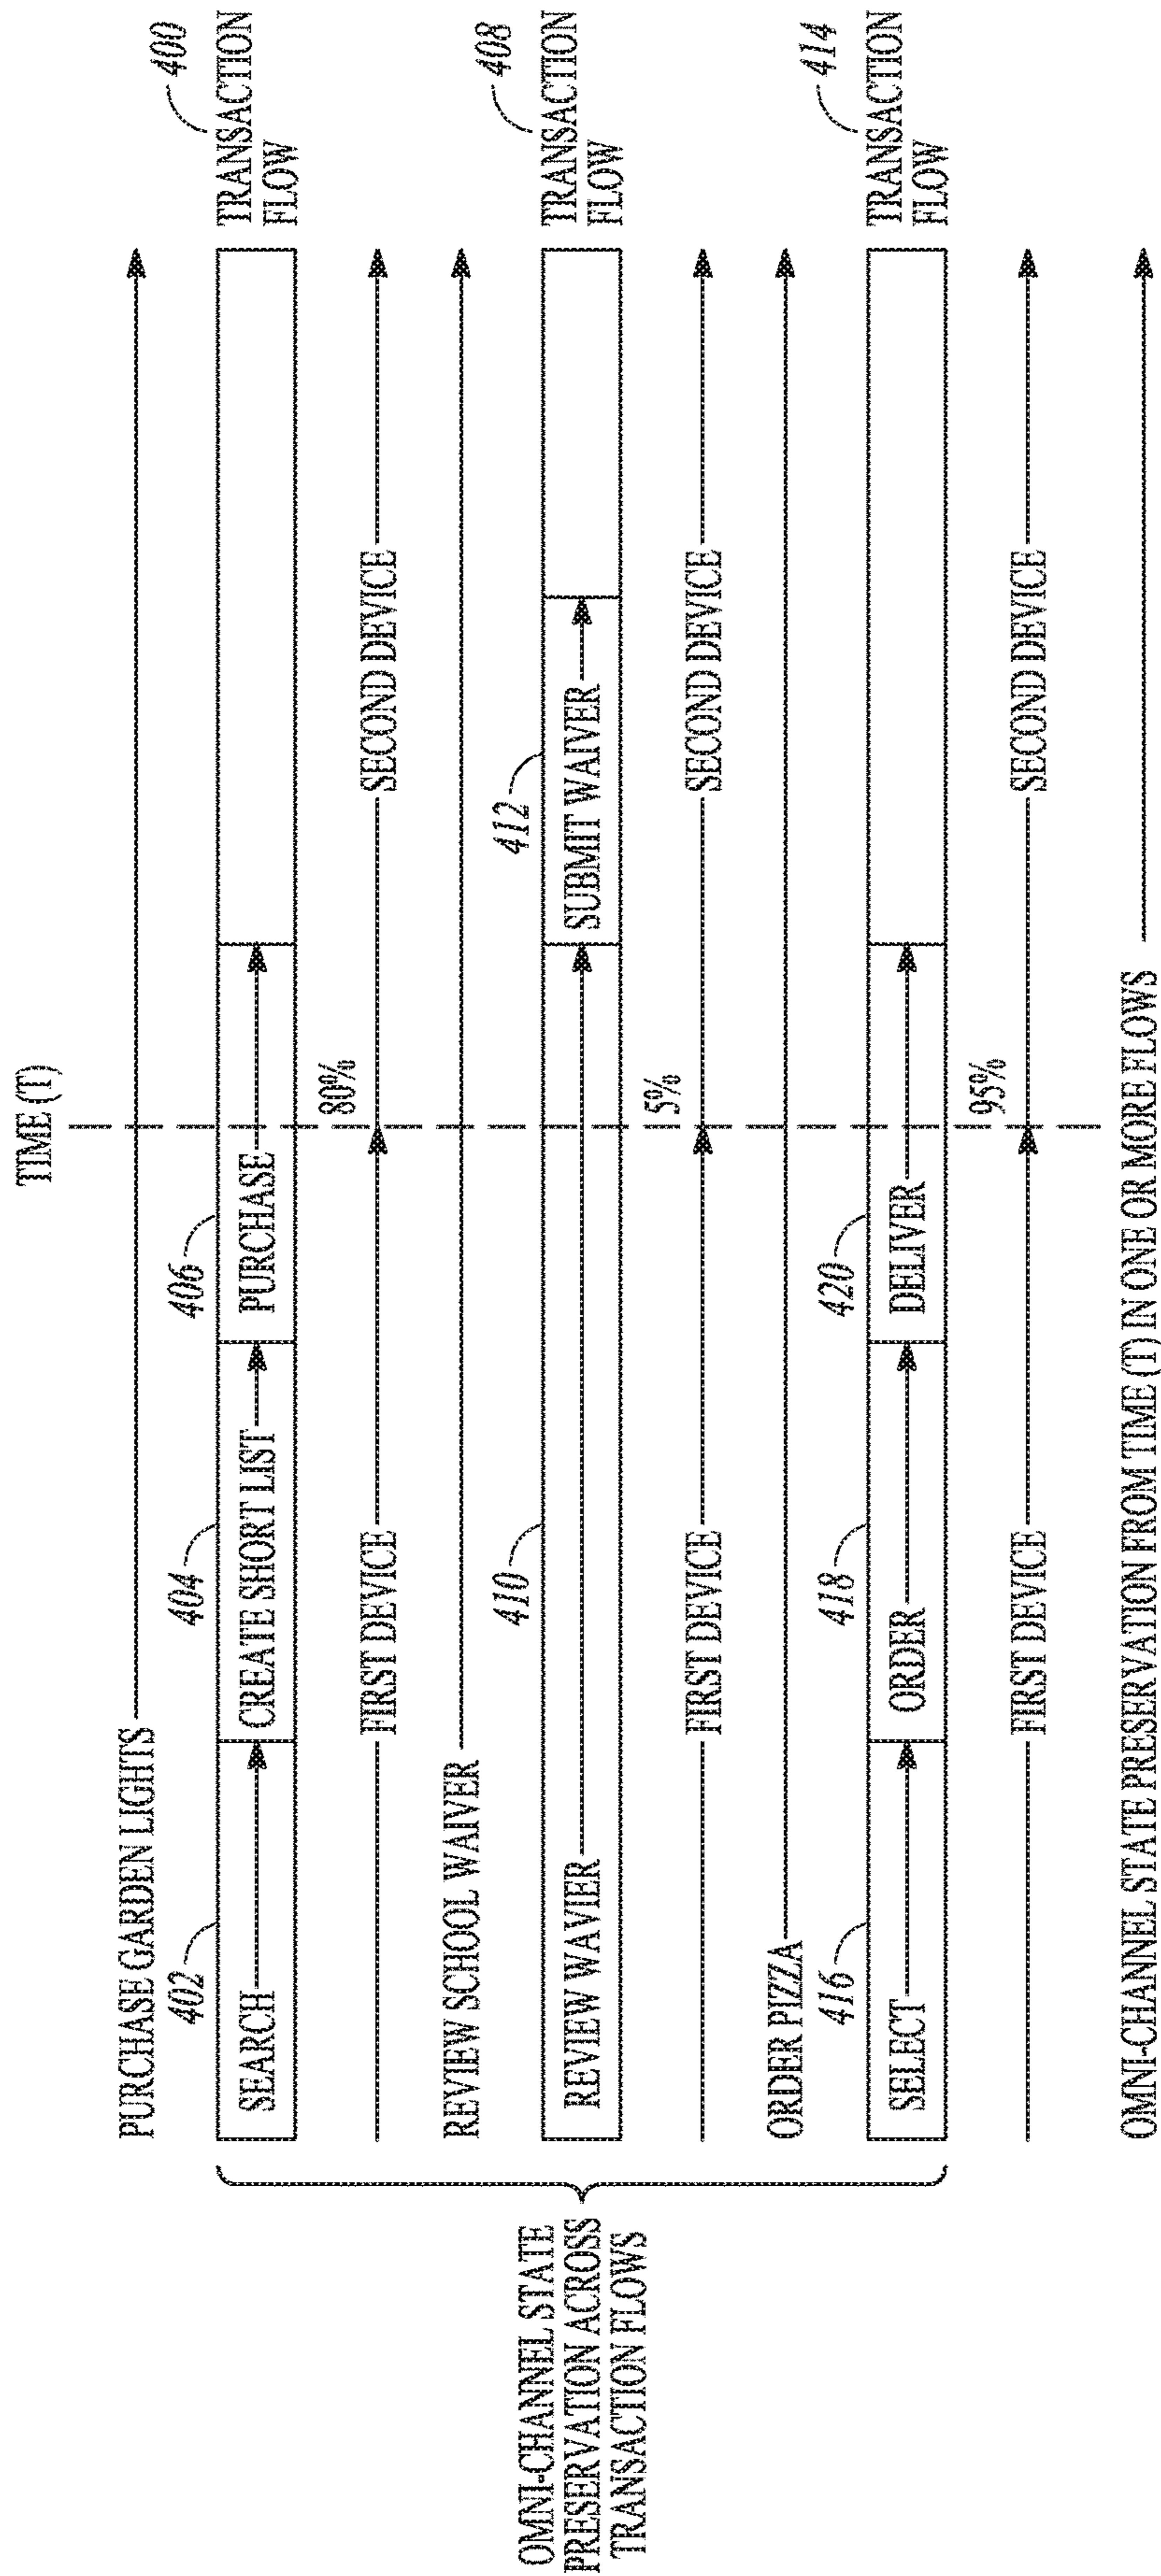 TIME (T)
PURCHASE GARDEN LIGHTS
400
402
404
406
SEARCH
CREATE SHORT LIST
PURCHASE
TRANSACTION
FLOW
80%
FIRST DEVICE
SECOND DEVICE
REVIEW SCHOOL WAIVER
408
410
412
REVIEW WAVIER
SUBMIT WAIVER
TRANSACTION
FLOW
OMNI-CHANNEL STATE
PRESERVATION ACROSS
TRANSACTION FLOWS
5%
FIRST DEVICE
SECOND DEVICE
ORDER PIZZA
414
416
418
420
SELECT
ORDER
DELIVER
TRANSACTION
FLOW
95%
FIRST DEVICE
SECOND DEVICE
OMNI-CHANNEL STATE PRESERVATION FROM TIME (T) IN ONE OR MORE FLOWS